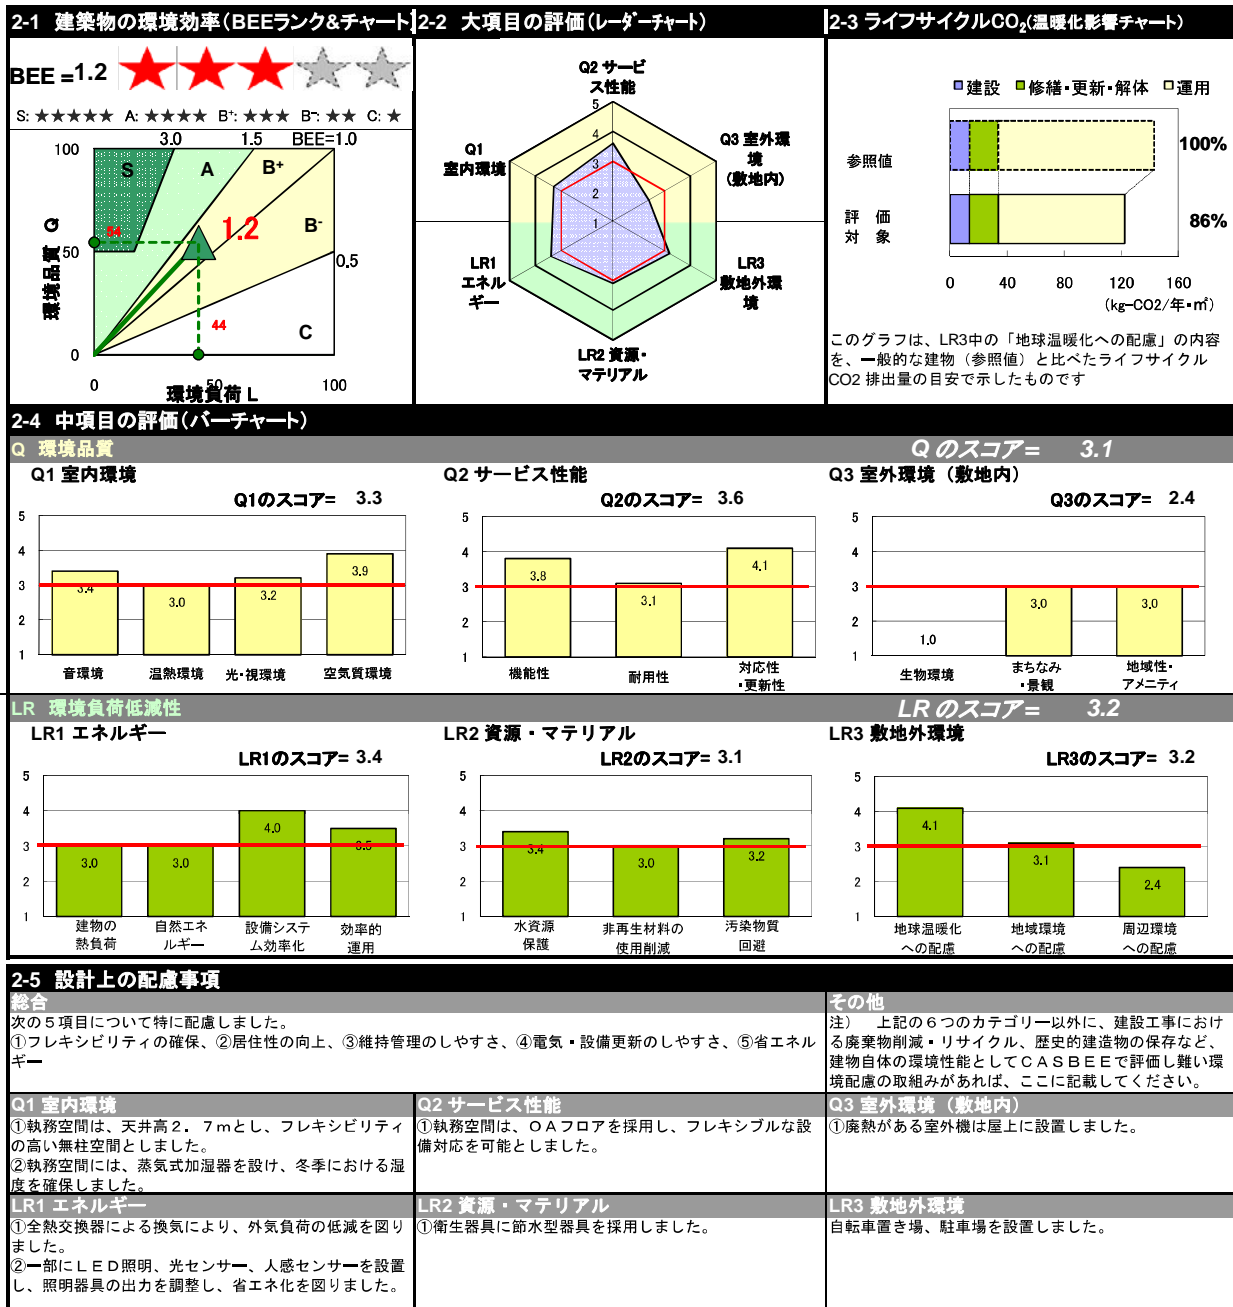 2-1 建築物の環境効率(BEEランク&チャート)
2-2 大項目の評価(レーダーチャート)
2-3 ライフサイクルCO₂(温暖化影響チャート)
BEE = 1.2
S: ★★★★★ A: ★★★★ B⁺: ★★★ B⁻: ★★ C: ★
3.0 1.5 BEE=1.0
100
S A B⁺
環境品質 Q
54
1.2
B⁻
50
0.5
44
C
0
0 50 100
環境負荷 L
Q2 サービ
ス性能
5
4
3
2
1
Q1
室内環境
Q3 室外環
境
(敷地内)
LR1
エネル
ギー
LR3
敷地外環
境
LR2 資源・
マテリアル
建設 修繕・更新・解体 運用
参照値
100%
評 価
対 象
86%
0 40 80 120 160
(kg-CO2/年・㎡)
このグラフは、LR3中の「地球温暖化への配慮」の内容
を、一般的な建物(参照値)と比べたライフサイクル
CO2 排出量の目安で示したものです
2-4 中項目の評価(バーチャート)
Q 環境品質
Q のスコア= 3.1
Q1 室内環境
Q1のスコア= 3.3
5
4
3
2
1
3.4 3.0 3.2 3.9
音環境 温熱環境 光・視環境 空気質環境
Q2 サービス性能
Q2のスコア= 3.6
5
4
3
2
1
3.8 3.1 4.1
機能性 耐用性 対応性
・更新性
Q3 室外環境(敷地内)
Q3のスコア= 2.4
5
4
3
2
1
1.0 3.0 3.0
生物環境 まちなみ
・景観
地域性・
アメニティ
LR 環境負荷低減性
LR のスコア= 3.2
LR1 エネルギー
LR1のスコア= 3.4
5
4
3
2
1
3.0 3.0 4.0 3.5
建物の
熱負荷
自然エネ
ルギー
設備システ
ム効率化
効率的
運用
LR2 資源・マテリアル
LR2のスコア= 3.1
5
4
3
2
1
3.4 3.0 3.2
水資源
保護
非再生材料の
使用削減
汚染物質
回避
LR3 敷地外環境
LR3のスコア= 3.2
5
4
3
2
1
4.1 3.1 2.4
地球温暖化
への配慮
地域環境
への配慮
周辺環境
への配慮
2-5 設計上の配慮事項
総合
次の5項目について特に配慮しました。
①フレキシビリティの確保、②居住性の向上、③維持管理のしやすさ、④電気・設備更新のしやすさ、⑤省エネル
ギー
その他
注) 上記の6つのカテゴリー以外に、建設工事におけ
る廃棄物削減・リサイクル、歴史的建造物の保存など、
建物自体の環境性能としてCASBEEで評価し難い環
境配慮の取組みがあれば、ここに記載してください。
Q1 室内環境
①執務空間は、天井高2.7mとし、フレキシビリティ
の高い無柱空間としました。
②執務空間には、蒸気式加湿器を設け、冬季における湿
度を確保しました。
Q2 サービス性能
①執務空間は、OAフロアを採用し、フレキシブルな設
備対応を可能としました。
Q3 室外環境(敷地内)
①廃熱がある室外機は屋上に設置しました。
LR1 エネルギー
①全熱交換器による換気により、外気負荷の低減を図り
ました。
②一部にLED照明、光センサー、人感センサーを設置
し、照明器具の出力を調整し、省エネ化を図りました。
LR2 資源・マテリアル
①衛生器具に節水型器具を採用しました。
LR3 敷地外環境
自転車置き場、駐車場を設置しました。